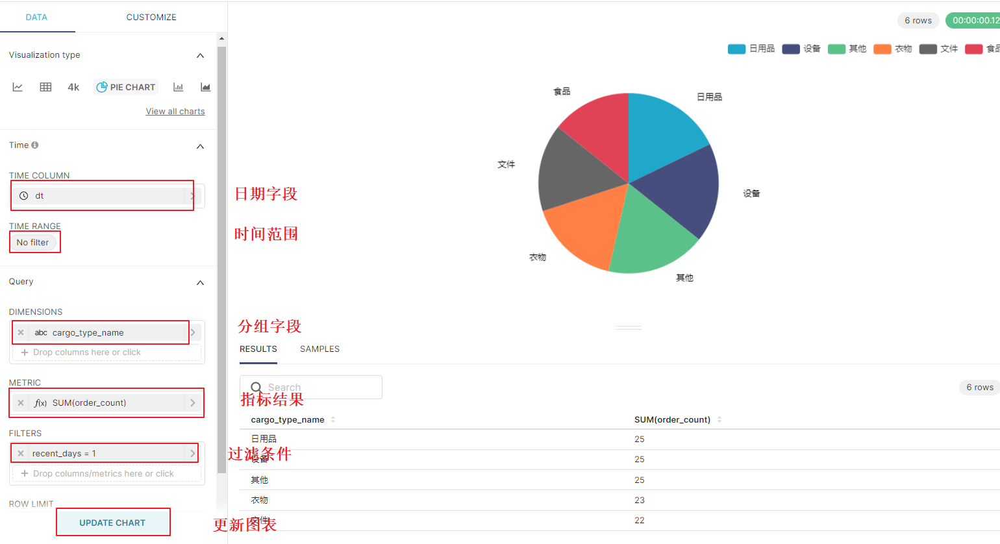 DATA CUSTOMIZE
Visualization type
4k PIE CHART
View all charts
Time
TIME COLUMN
dt
TIME RANGE
No filter
Query
DIMENSIONS
abc cargo_type_name
Drop columns here or click
METRIC
f(x) SUM(order_count)
FILTERS
recent_days = 1
Drop columns/metrics here or click
ROW LIMIT
UPDATE CHART
日期字段
时间范围
分组字段
指标结果
过滤条件
更新图表
6 rows 00:00:00.12
日用品 设备 其他 衣物 文件 食品
食品
日用品
文件
设备
衣物
其他
RESULTS SAMPLES
Search
6 rows
cargo_type_name SUM(order_count)
日用品 25
设备 25
其他 25
衣物 23
文件 22